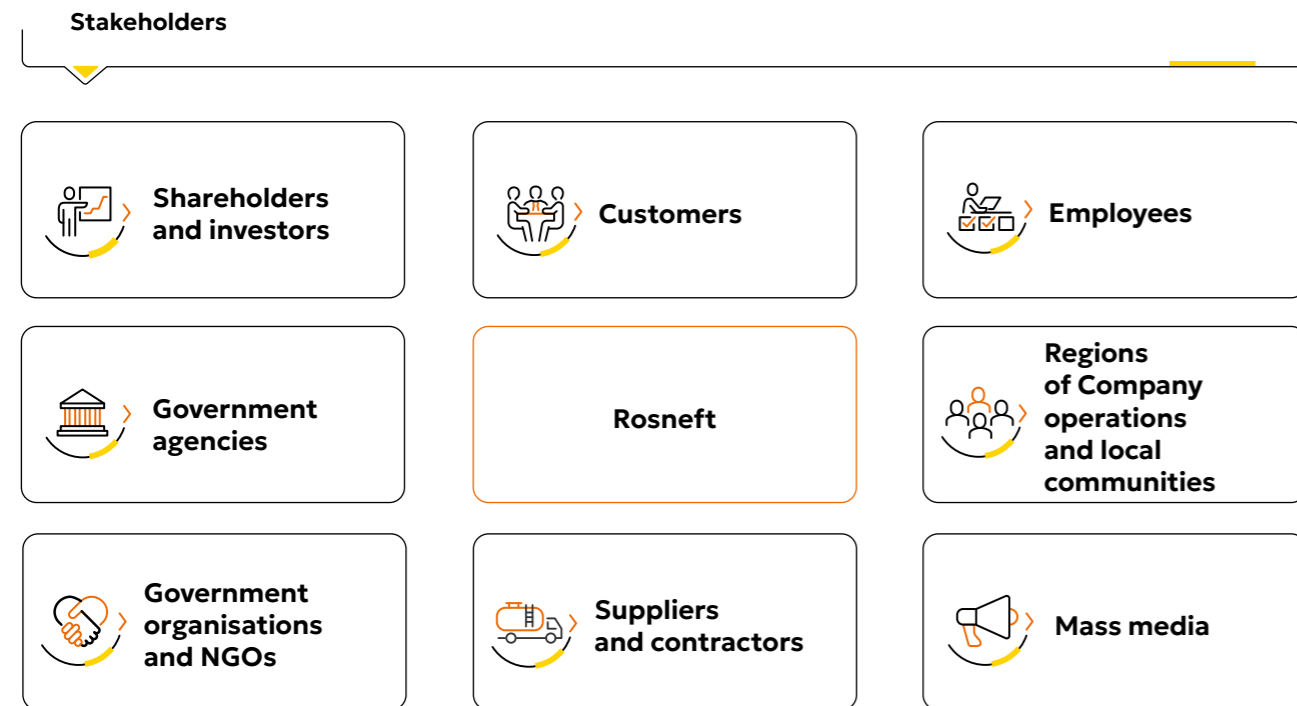 Stakeholders
Shareholders
and investors
Customers
Employees
Government
agencies
Rosneft
Regions
of Company
operations
and local
communities
Government
organisations
and NGOs
Suppliers
and contractors
Mass media